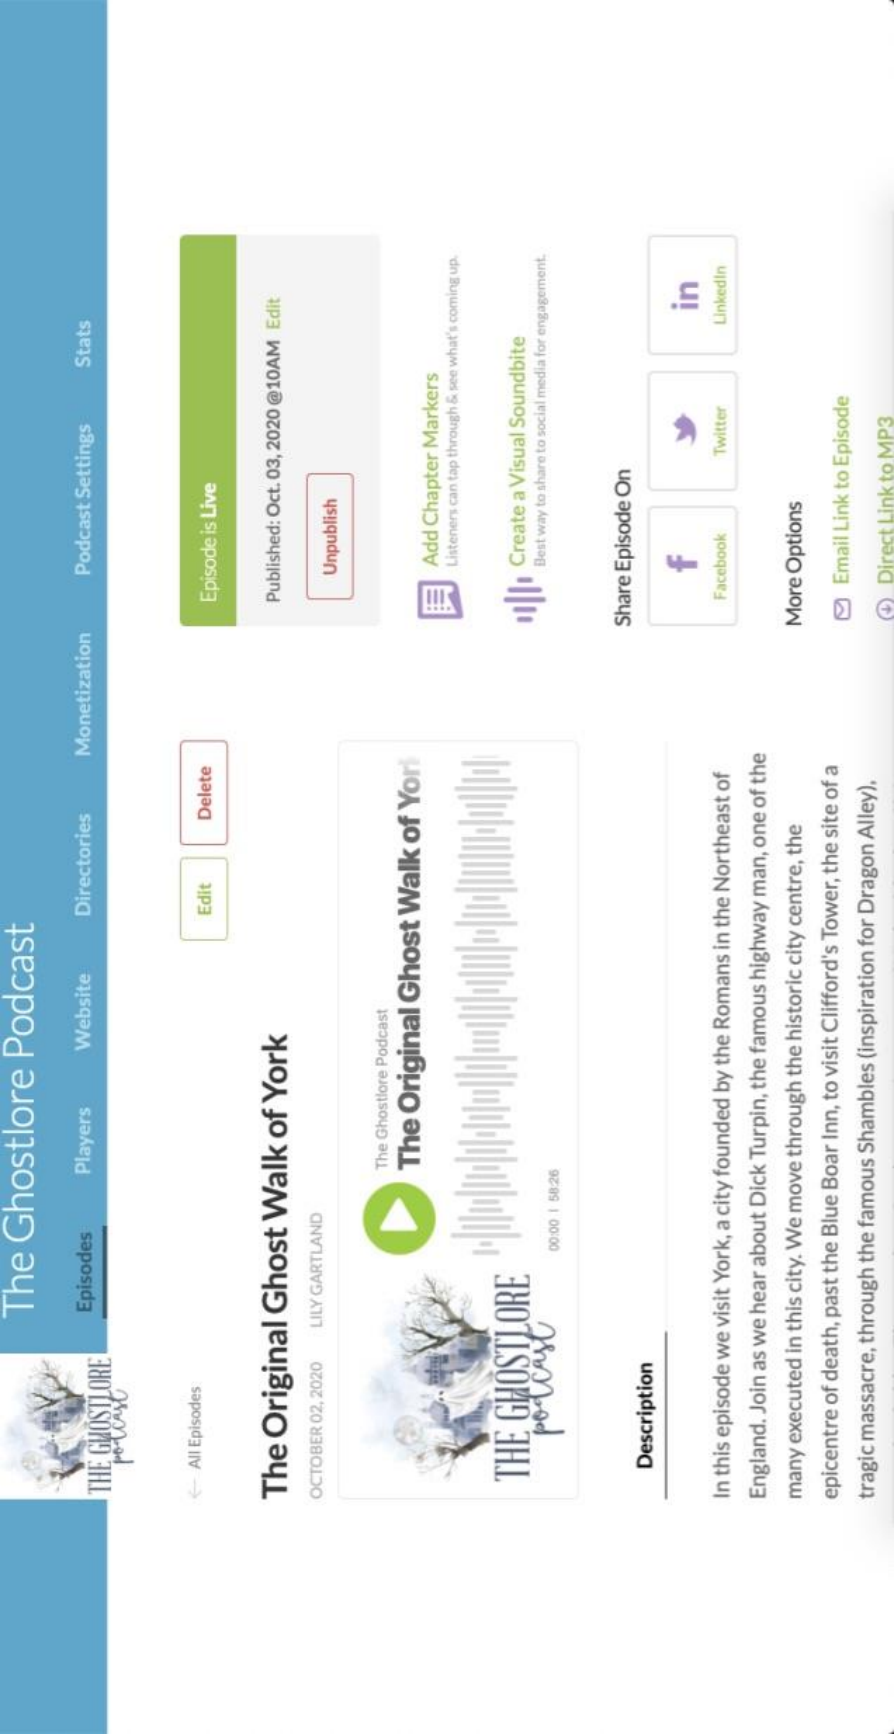 The Ghostlore Podcast
THE GHOSTLORE
podcast
Episodes Players Website Directories Monetization Podcast Settings Stats
← All Episodes
Edit Delete
The Original Ghost Walk of York
OCTOBER 02, 2020 LILY GARTLAND
THE GHOSTLORE
podcast
The Ghostlore Podcast
The Original Ghost Walk of Yor
00:00 | 58:26
Description
In this episode we visit York, a city founded by the Romans in the Northeast of
England. Join as we hear about Dick Turpin, the famous highway man, one of the
many executed in this city. We move through the historic city centre, the
epicentre of death, past the Blue Boar Inn, to visit Clifford's Tower, the site of a
tragic massacre, through the famous Shambles (inspiration for Dragon Alley),
Episode is Live
Published: Oct. 03, 2020 @10AM Edit
Unpublish
Add Chapter Markers
Listeners can tap through & see what's coming up.
Create a Visual Soundbite
Best way to share to social media for engagement.
Share Episode On
Facebook Twitter LinkedIn
More Options
Email Link to Episode
Direct Link to MP3